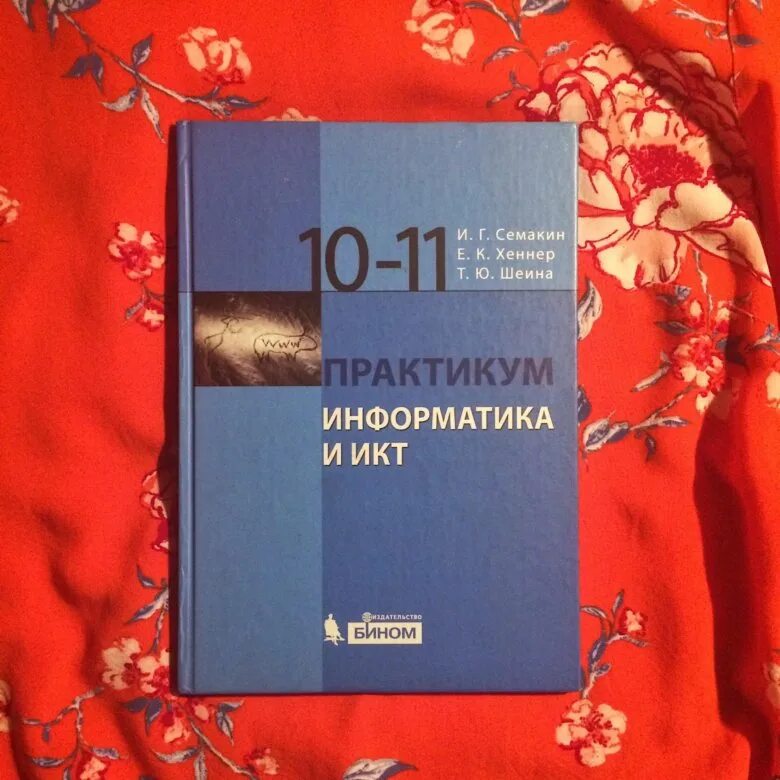 10-11
И. Г. Семакин
Е. К. Хеннер
Т. Ю. Шеина
www
ПРАКТИКУМ
ИНФОРМАТИКА
И ИКТ
ИЗДАТЕЛЬСТВО
БИНОМ